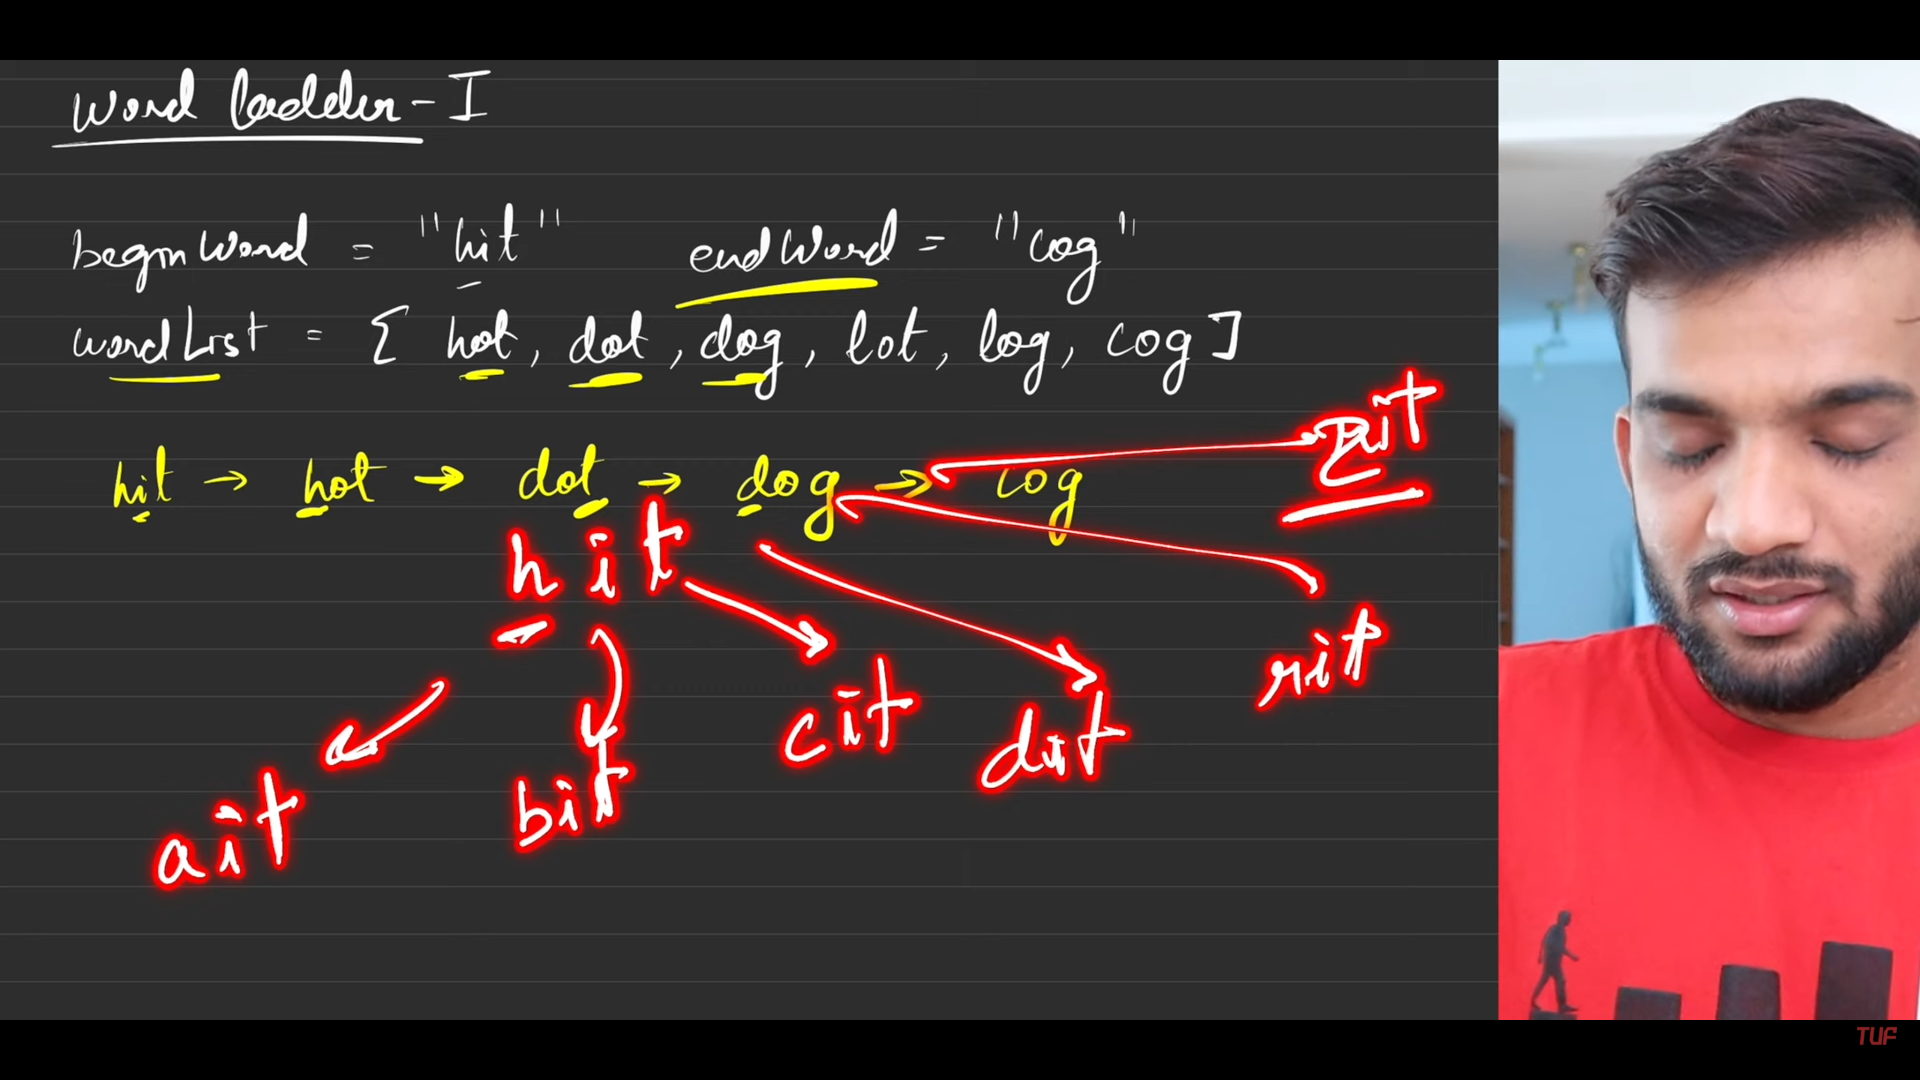 Word Ladder - I
beginWord = "hit" endWord = "cog"
wordList = { hot, dot, dog, lot, log, cog ]
hit → hot → dot → dog → cog
zit
hit
rit
cit
dit
bit
ait
TUF